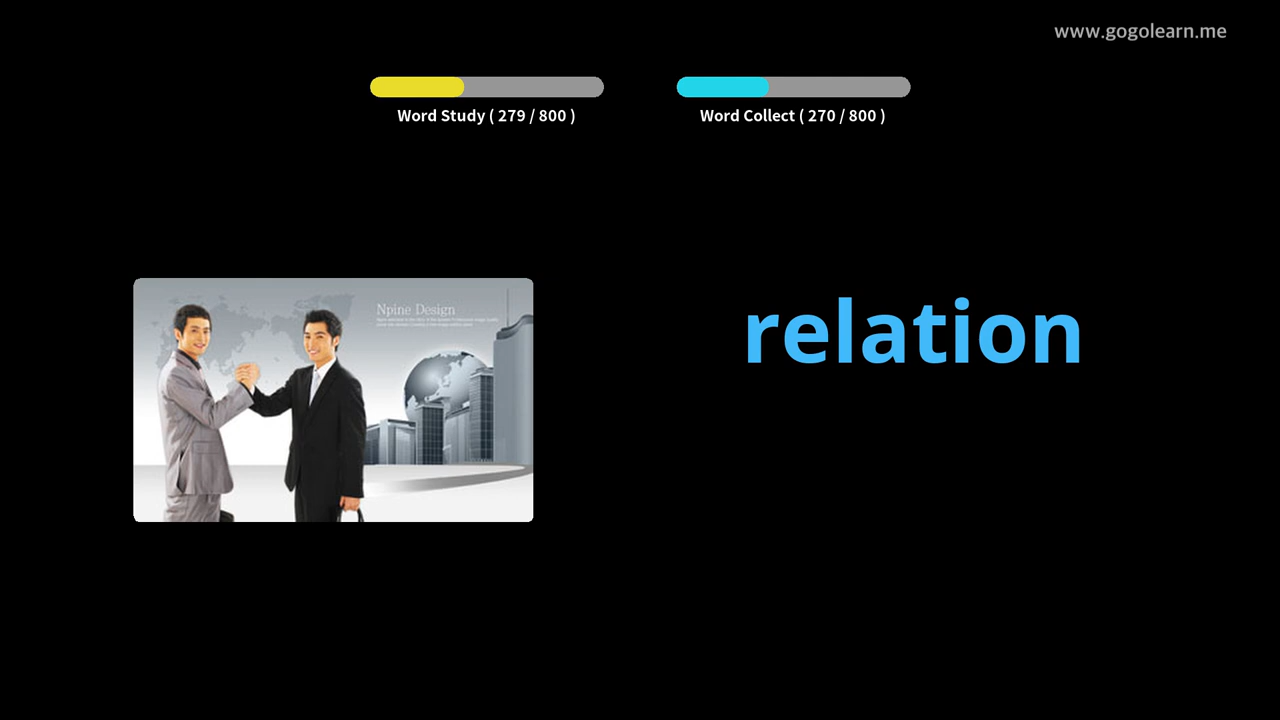 www.gogolearn.me
Word Study ( 279 / 800 )
Word Collect ( 270 / 800 )
Npine Design
relation